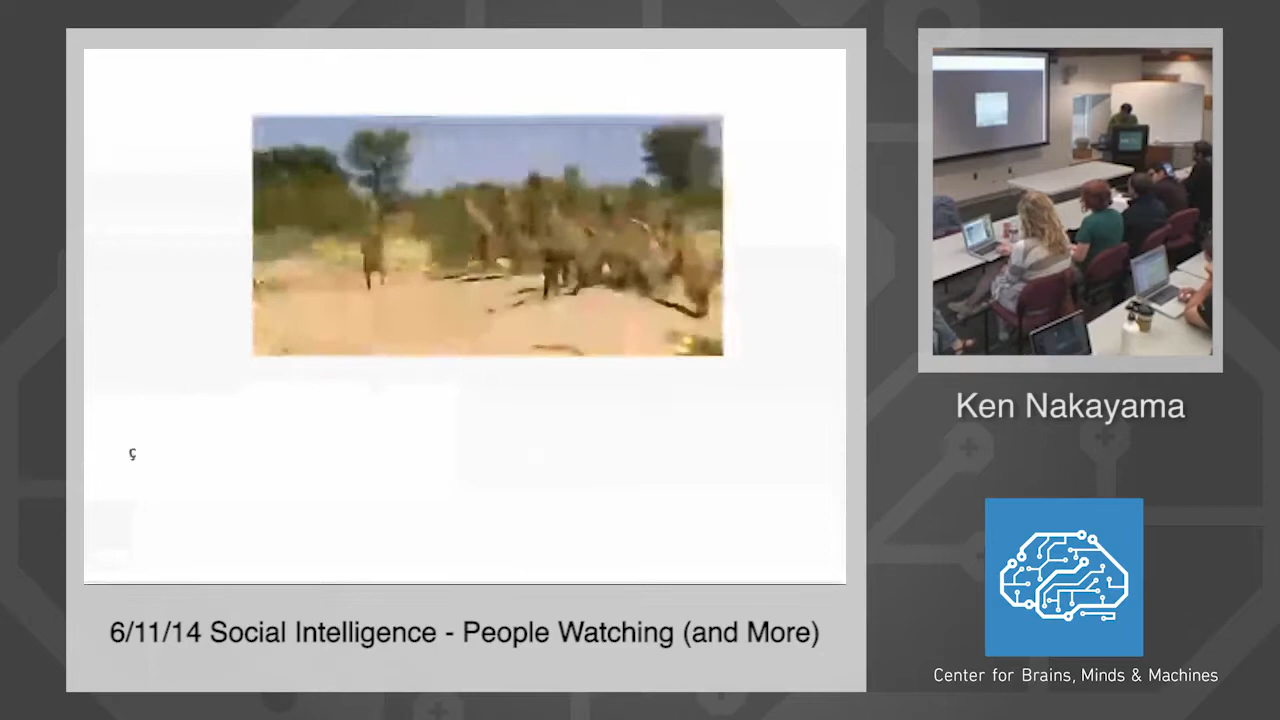 ç
6/11/14 Social Intelligence - People Watching (and More)
Ken Nakayama
Center for Brains, Minds & Machines